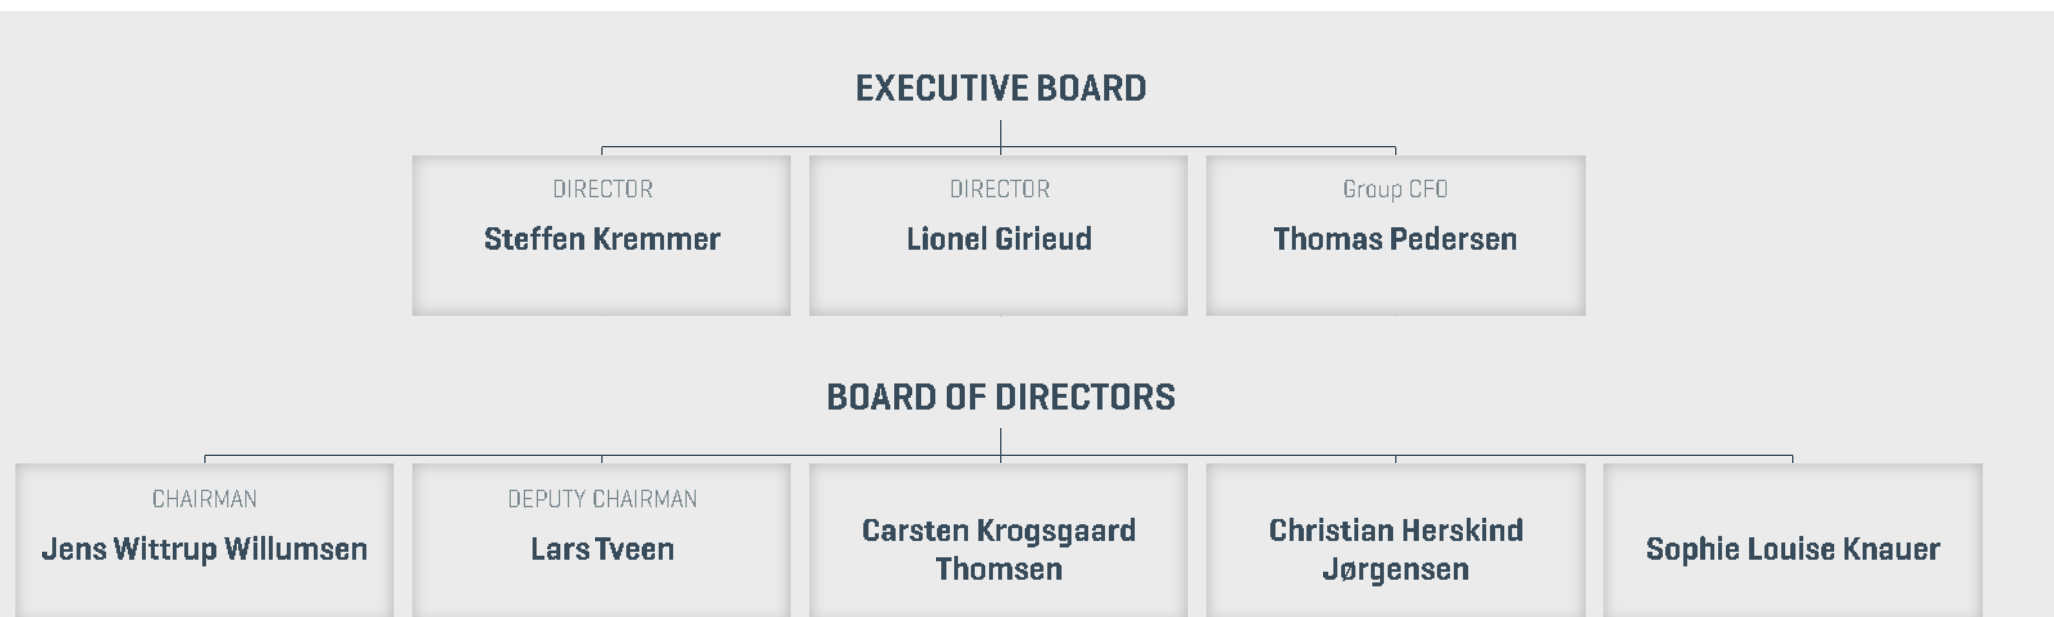 EXECUTIVE BOARD
DIRECTOR
Steffen Kremmer
DIRECTOR
Lionel Girieud
Group CFO
Thomas Pedersen
BOARD OF DIRECTORS
CHAIRMAN
Jens Wittrup Willumsen
DEPUTY CHAIRMAN
Lars Tveen
Carsten Krogsgaard
Thomsen
Christian Herskind
Jørgensen
Sophie Louise Knauer